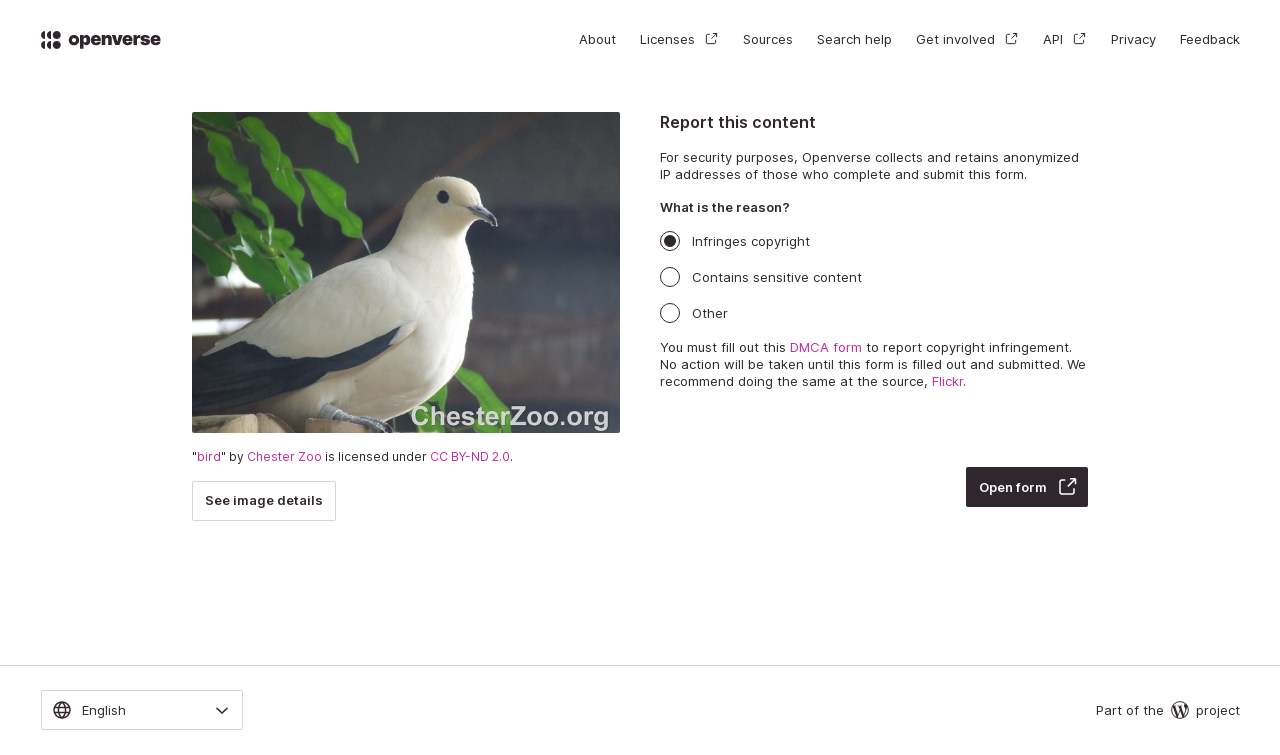 openverse
About Licenses Sources Search help Get involved API Privacy Feedback
ChesterZoo.org
"bird" by Chester Zoo is licensed under CC BY-ND 2.0.
See image details
Report this content
For security purposes, Openverse collects and retains anonymized
IP addresses of those who complete and submit this form.
What is the reason?
Infringes copyright
Contains sensitive content
Other
You must fill out this DMCA form to report copyright infringement.
No action will be taken until this form is filled out and submitted. We
recommend doing the same at the source, Flickr.
Open form
English
Part of the project